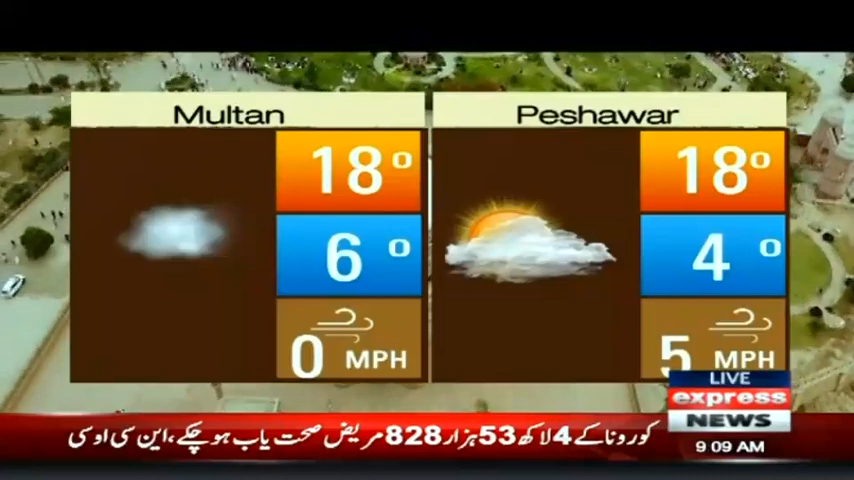 Multan
18°
6°
0 MPH
Peshawar
18°
4°
5 MPH
LIVE
express
NEWS
9:09 AM
کورونا کے 4 لاکھ 53 ہزار 828 مریض صحت یاب ہو چکے، این سی او سی